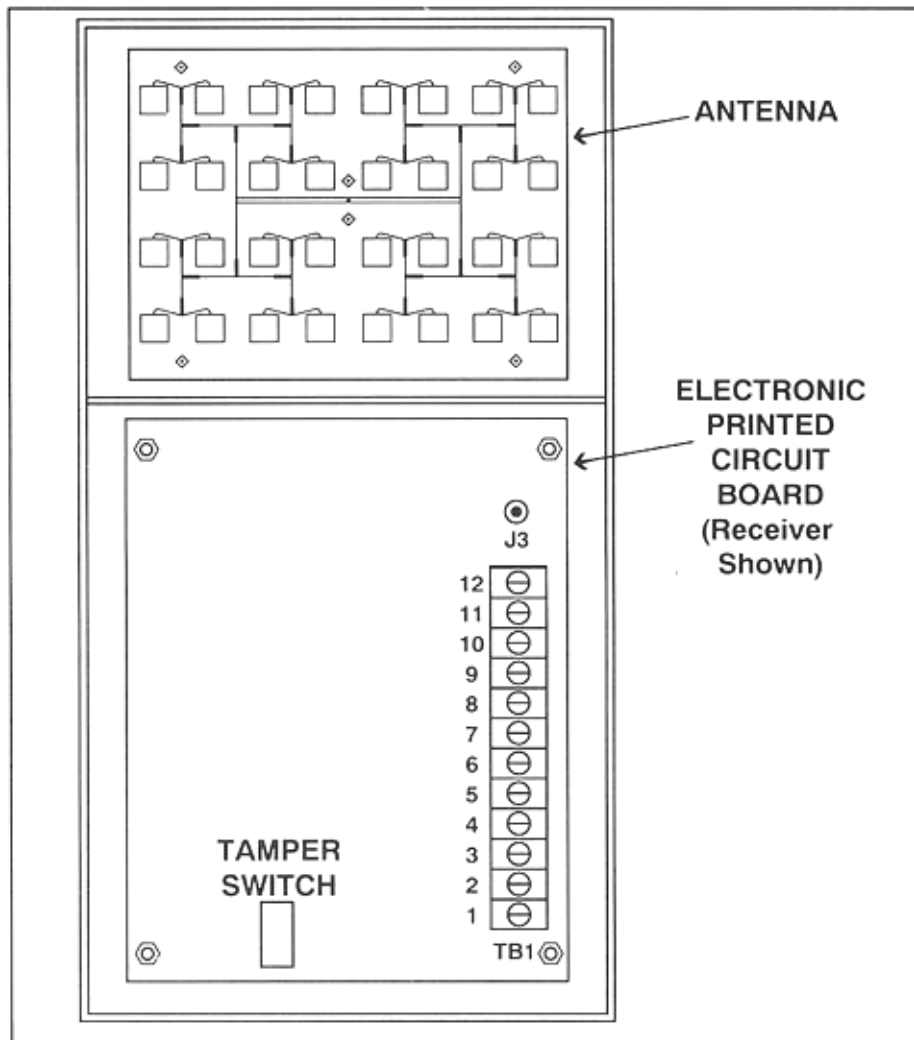 ANTENNA
ELECTRONIC
PRINTED
CIRCUIT
BOARD
(Receiver
Shown)
J3
12
11
10
9
8
7
6
5
4
3
2
1
TB1
TAMPER
SWITCH